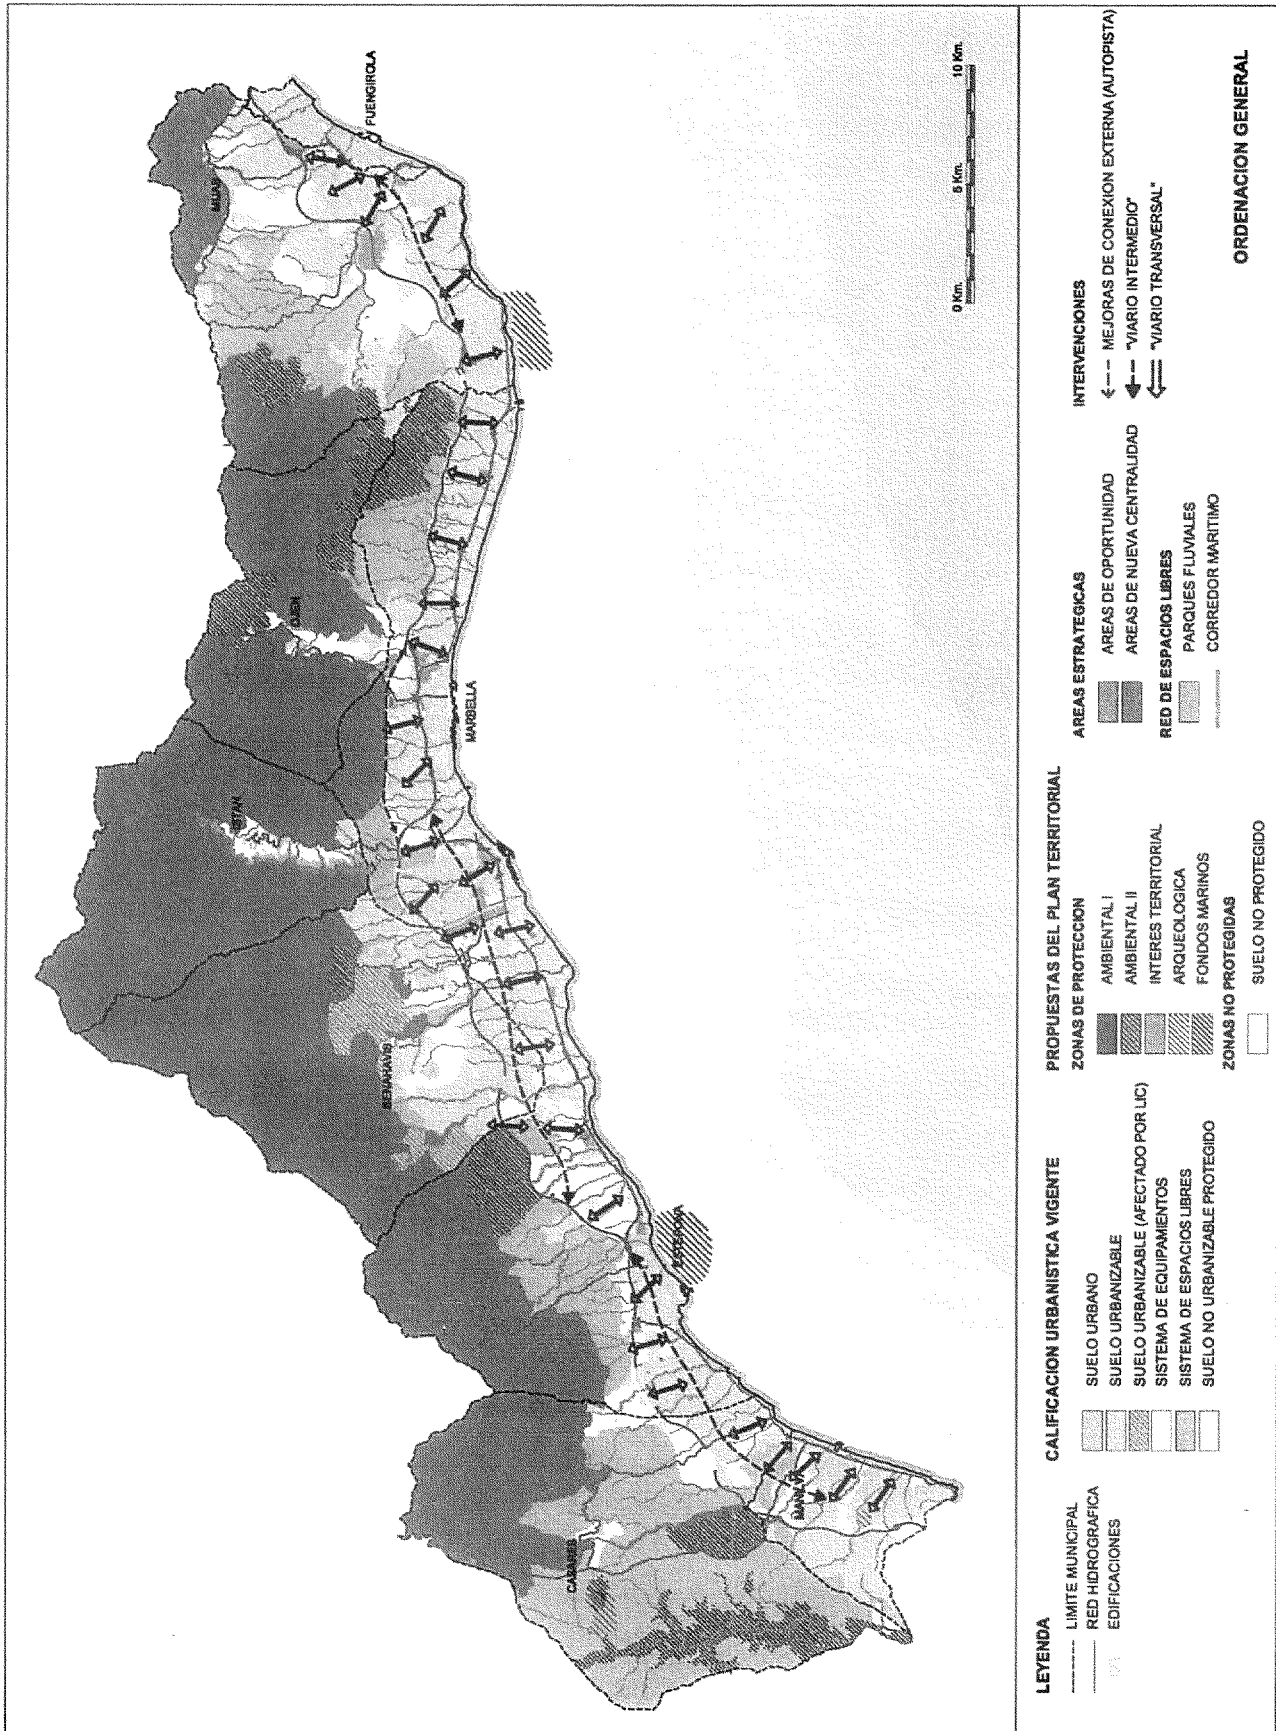 MIJAS
FUENGIROLA
OJEN
ISTAN
MARBELLA
BENAHAVIS
ESTEPONA
CASARES
MANILVA
0 Km.
5 Km.
10 Km.
LEYENDA
LIMITE MUNICIPAL
RED HIDROGRAFICA
EDIFICACIONES
CALIFICACION URBANISTICA VIGENTE
SUELO URBANO
SUELO URBANIZABLE
SUELO URBANIZABLE (AFECTADO POR LIC)
SISTEMA DE EQUIPAMIENTOS
SISTEMA DE ESPACIOS LIBRES
SUELO NO URBANIZABLE PROTEGIDO
PROPUESTAS DEL PLAN TERRITORIAL
ZONAS DE PROTECCION
AMBIENTAL I
AMBIENTAL II
INTERES TERRITORIAL
ARQUEOLOGICA
FONDOS MARINOS
ZONAS NO PROTEGIDAS
SUELO NO PROTEGIDO
AREAS ESTRATEGICAS
AREAS DE OPORTUNIDAD
AREAS DE NUEVA CENTRALIDAD
RED DE ESPACIOS LIBRES
PARQUES FLUVIALES
CORREDOR MARITIMO
INTERVENCIONES
MEJORAS DE CONEXION EXTERNA (AUTOPISTA)
"VIARIO INTERMEDIO"
"VIARIO TRANSVERSAL"
ORDENACION GENERAL